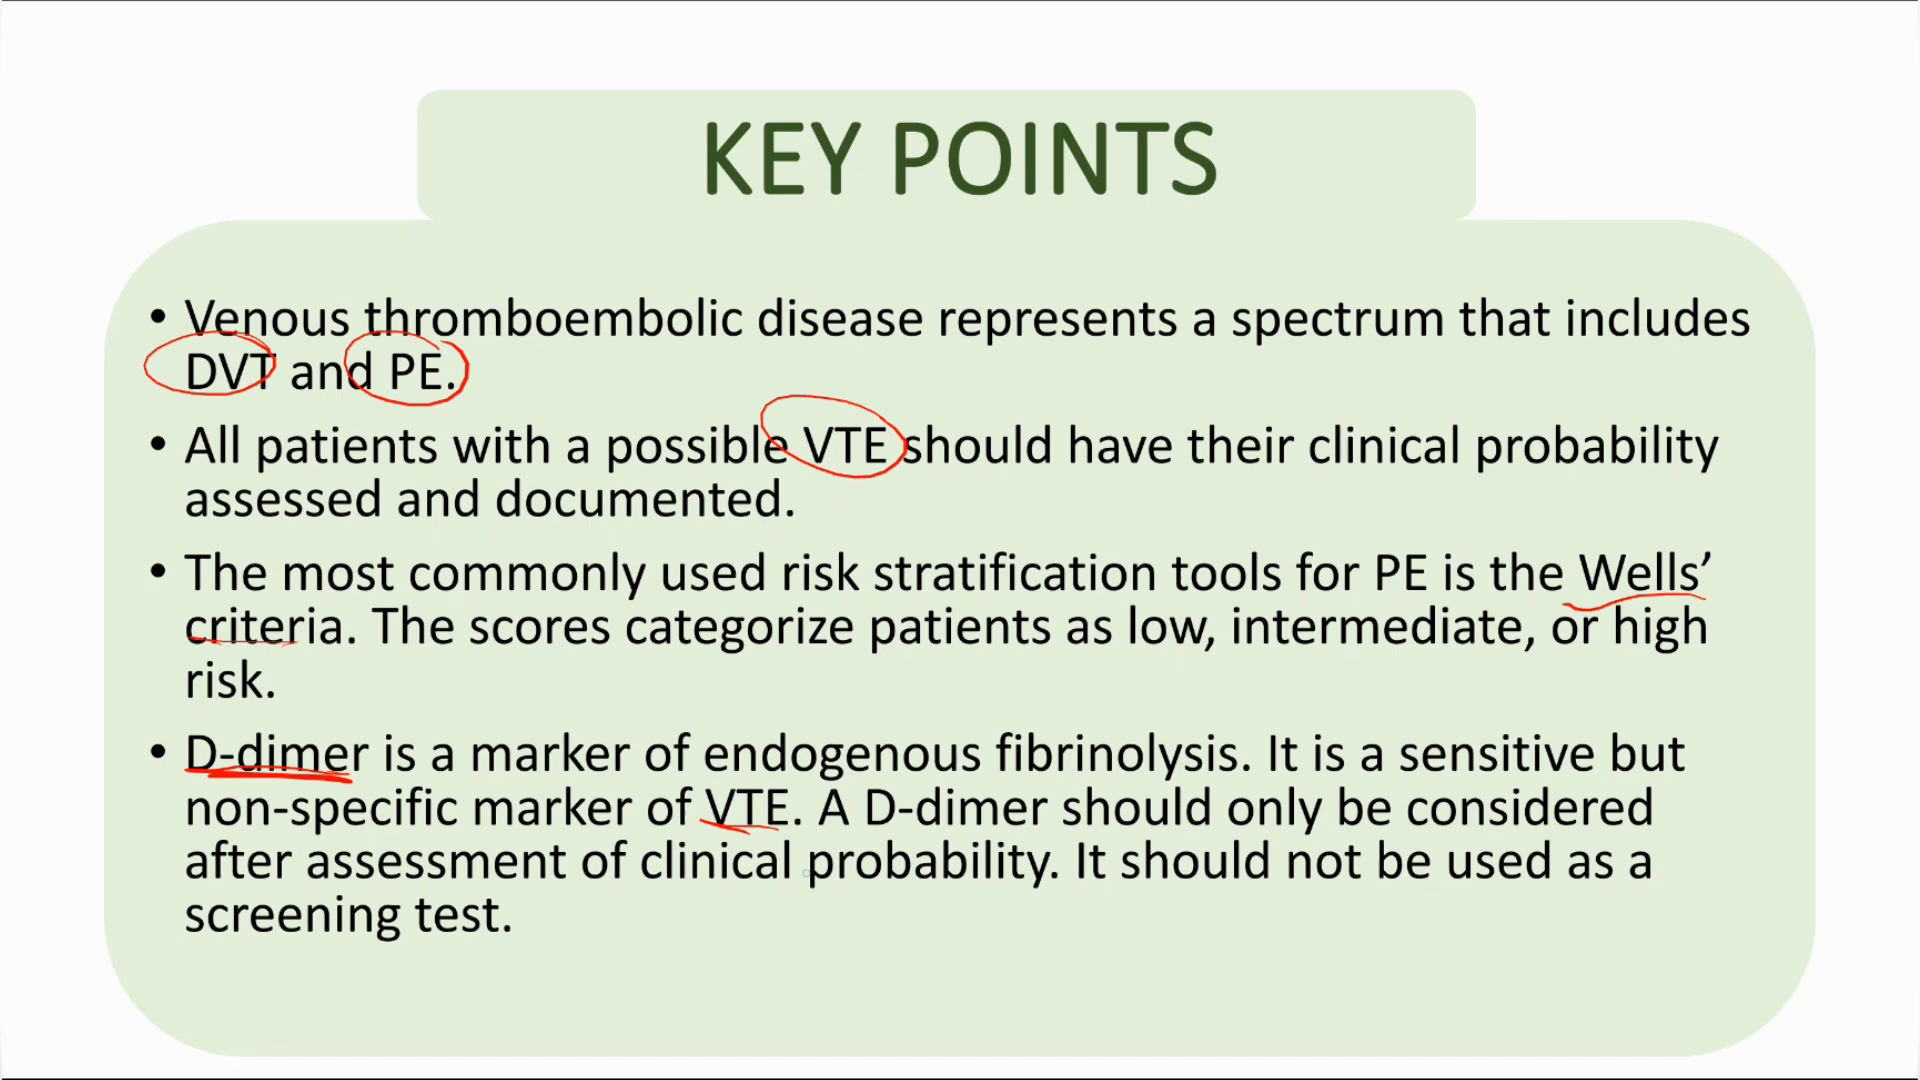 KEY POINTS
• Venous thromboembolic disease represents a spectrum that includes
DVT and PE.
• All patients with a possible VTE should have their clinical probability
assessed and documented.
• The most commonly used risk stratification tools for PE is the Wells’
criteria. The scores categorize patients as low, intermediate, or high
risk.
• D-dimer is a marker of endogenous fibrinolysis. It is a sensitive but
non-specific marker of VTE. A D-dimer should only be considered
after assessment of clinical probability. It should not be used as a
screening test.